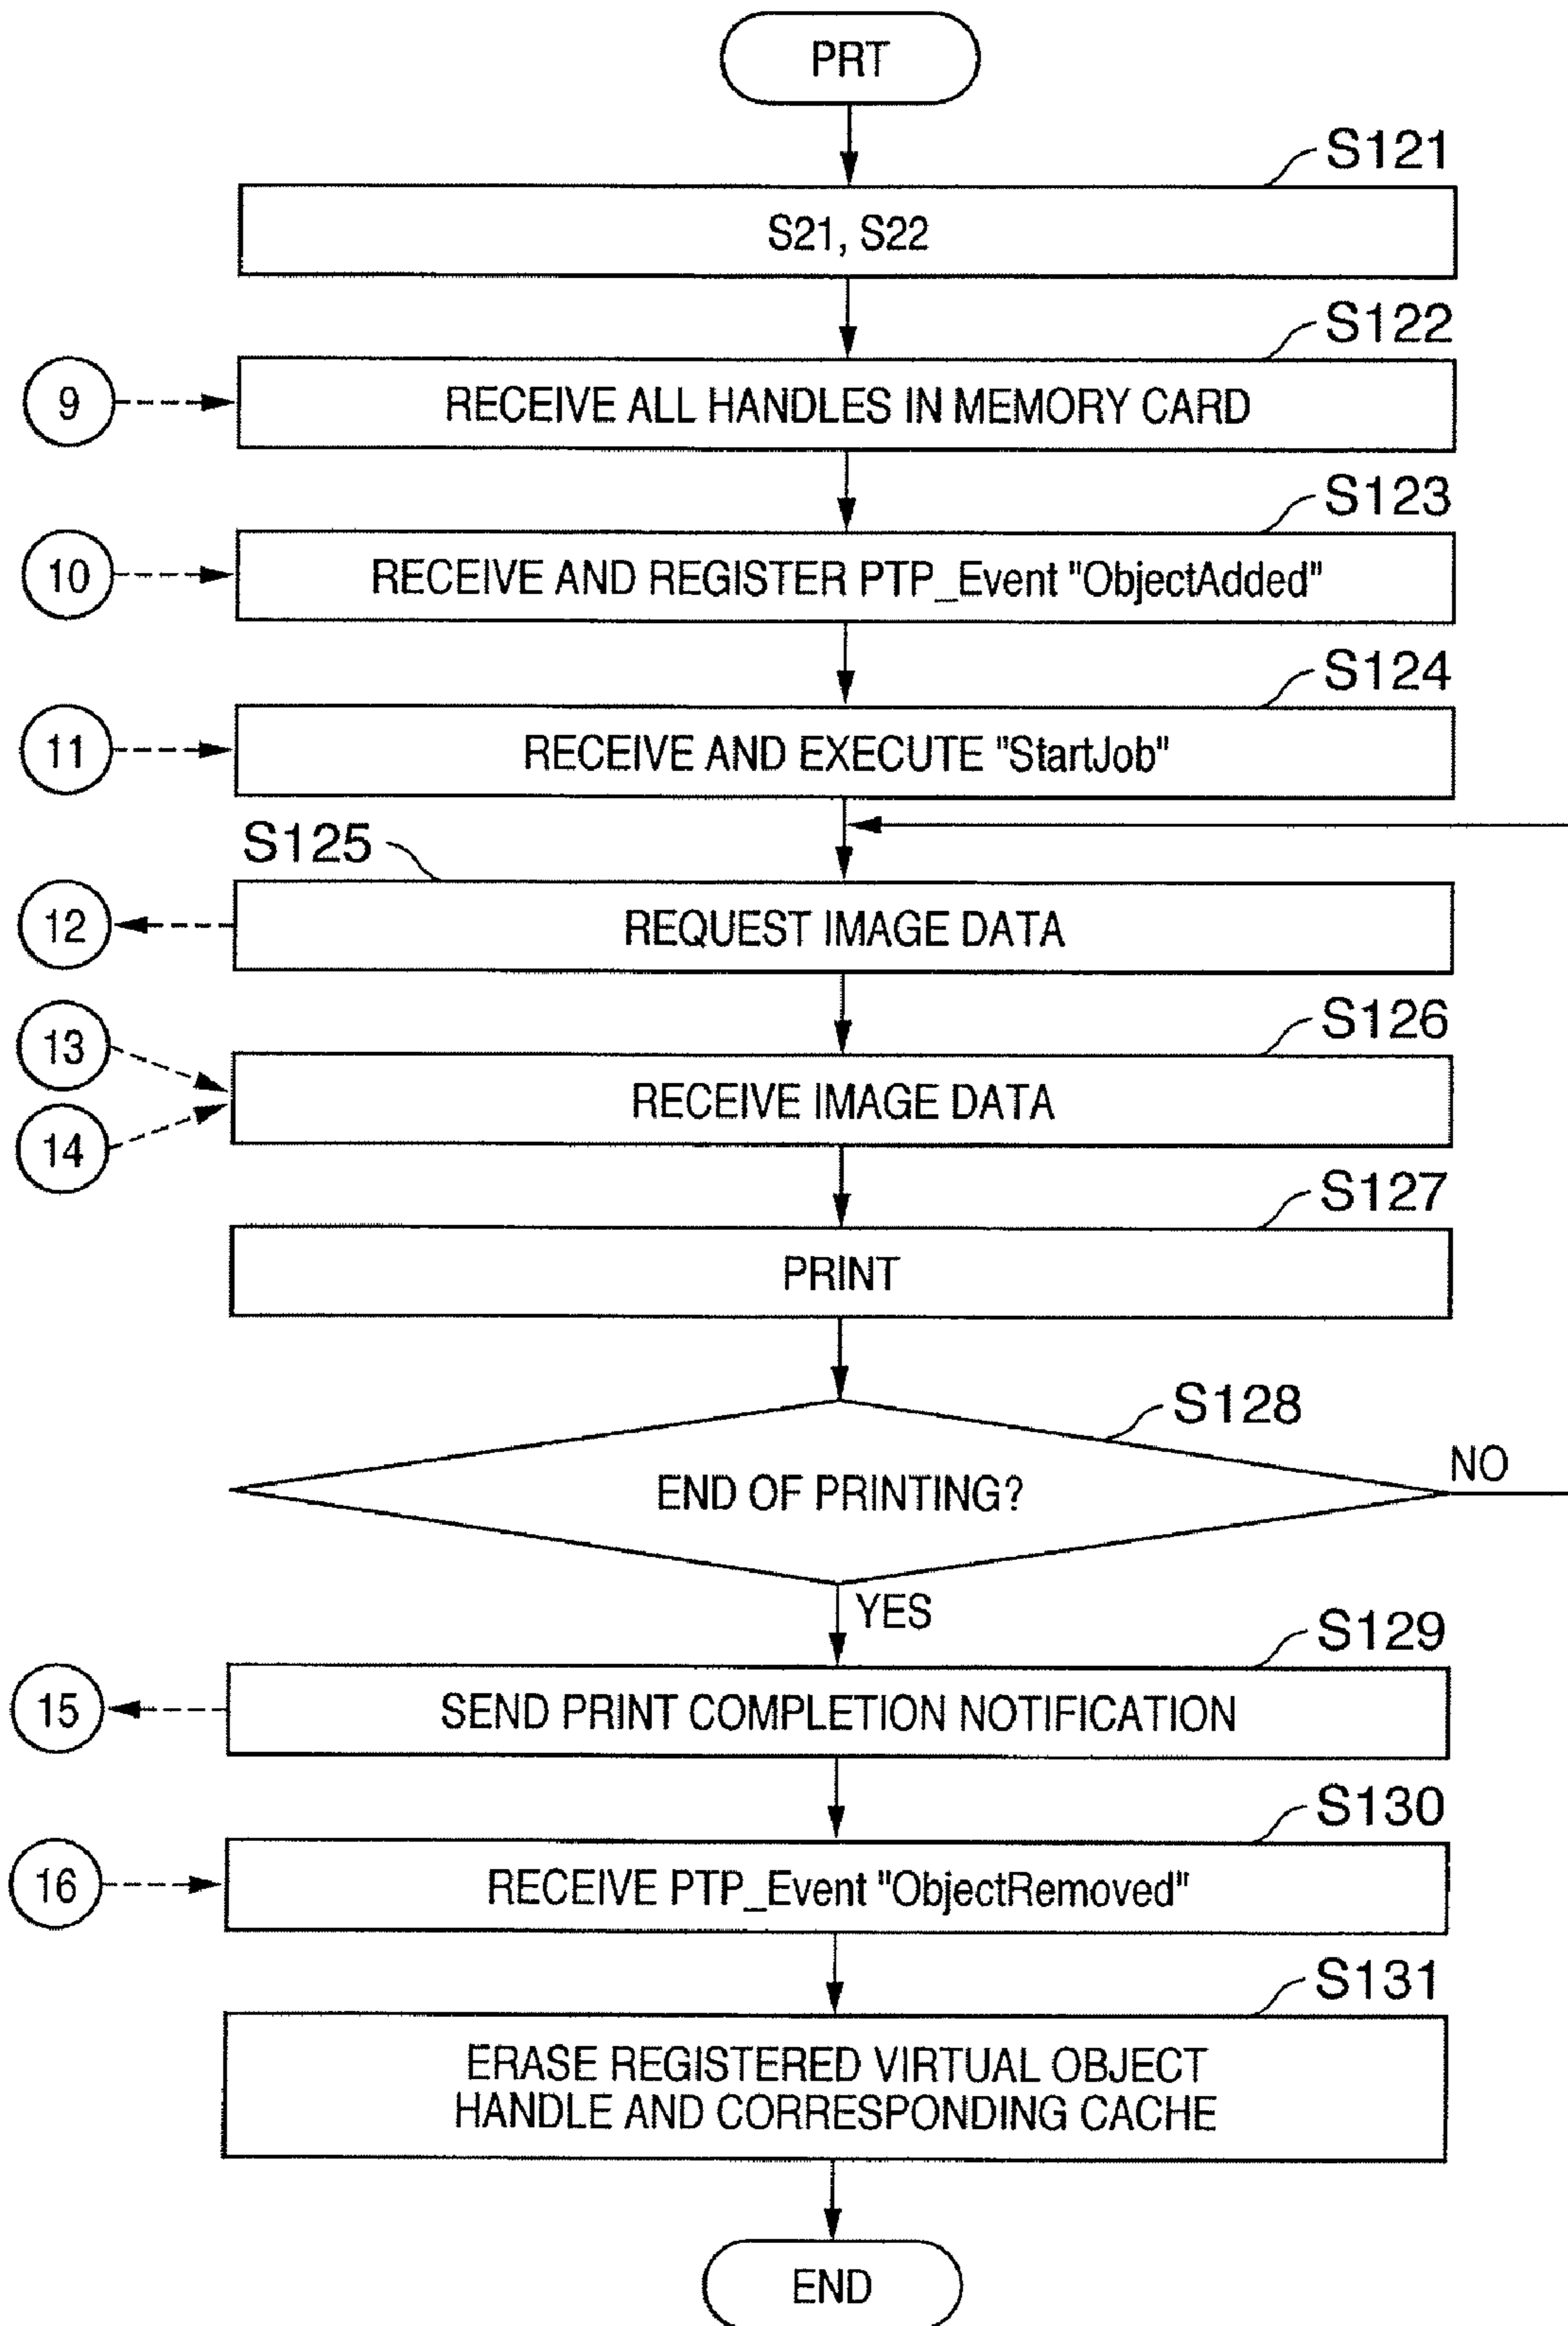 PRT
S121
S21, S22
S122
9
RECEIVE ALL HANDLES IN MEMORY CARD
S123
10
RECEIVE AND REGISTER PTP_Event "ObjectAdded"
S124
11
RECEIVE AND EXECUTE "StartJob"
S125
12
REQUEST IMAGE DATA
S126
13
RECEIVE IMAGE DATA
14
S127
PRINT
S128
END OF PRINTING?
NO
YES
S129
15
SEND PRINT COMPLETION NOTIFICATION
S130
16
RECEIVE PTP_Event "ObjectRemoved"
S131
ERASE REGISTERED VIRTUAL OBJECT
HANDLE AND CORRESPONDING CACHE
END